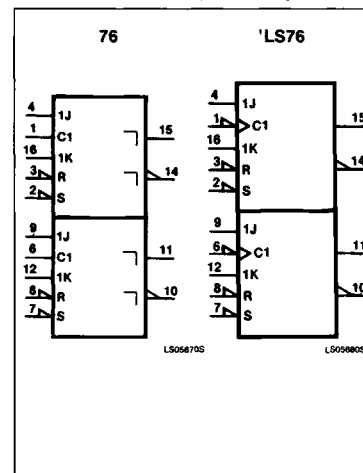 76
'LS76
4 1J
1 C1
16 1K
3 R
2 S
15
14
9 1J
6 C1
12 1K
8 R
7 S
11
10
LS05670S
4 1J
1 C1
16 1K
3 R
2 S
15
14
9 1J
6 C1
12 1K
8 R
7 S
11
10
LS05680S